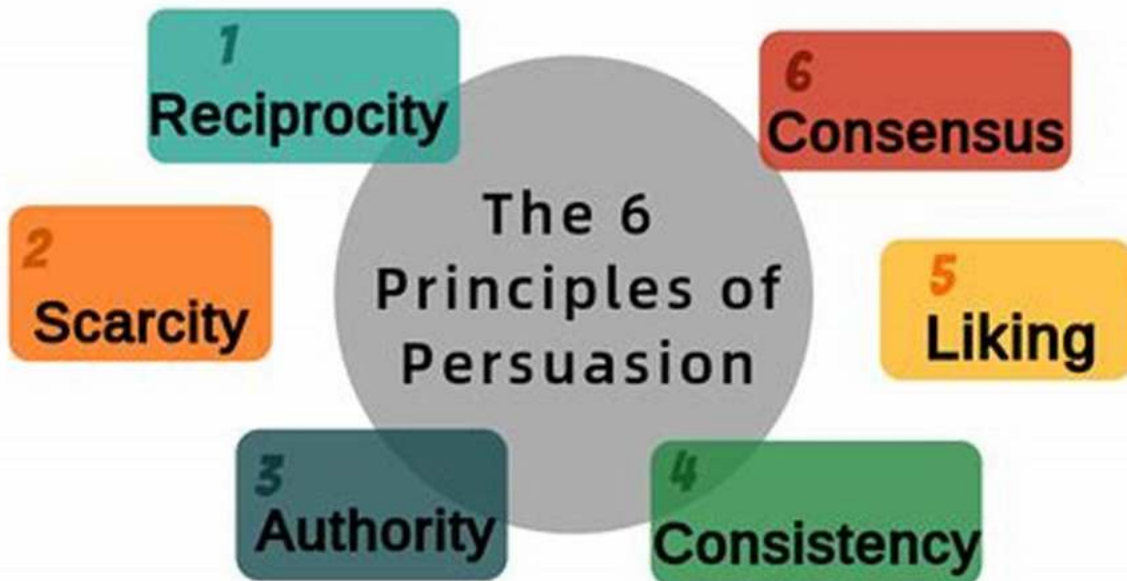 The 6
Principles of
Persuasion
1
Reciprocity
2
Scarcity
3
Authority
4
Consistency
5
Liking
6
Consensus